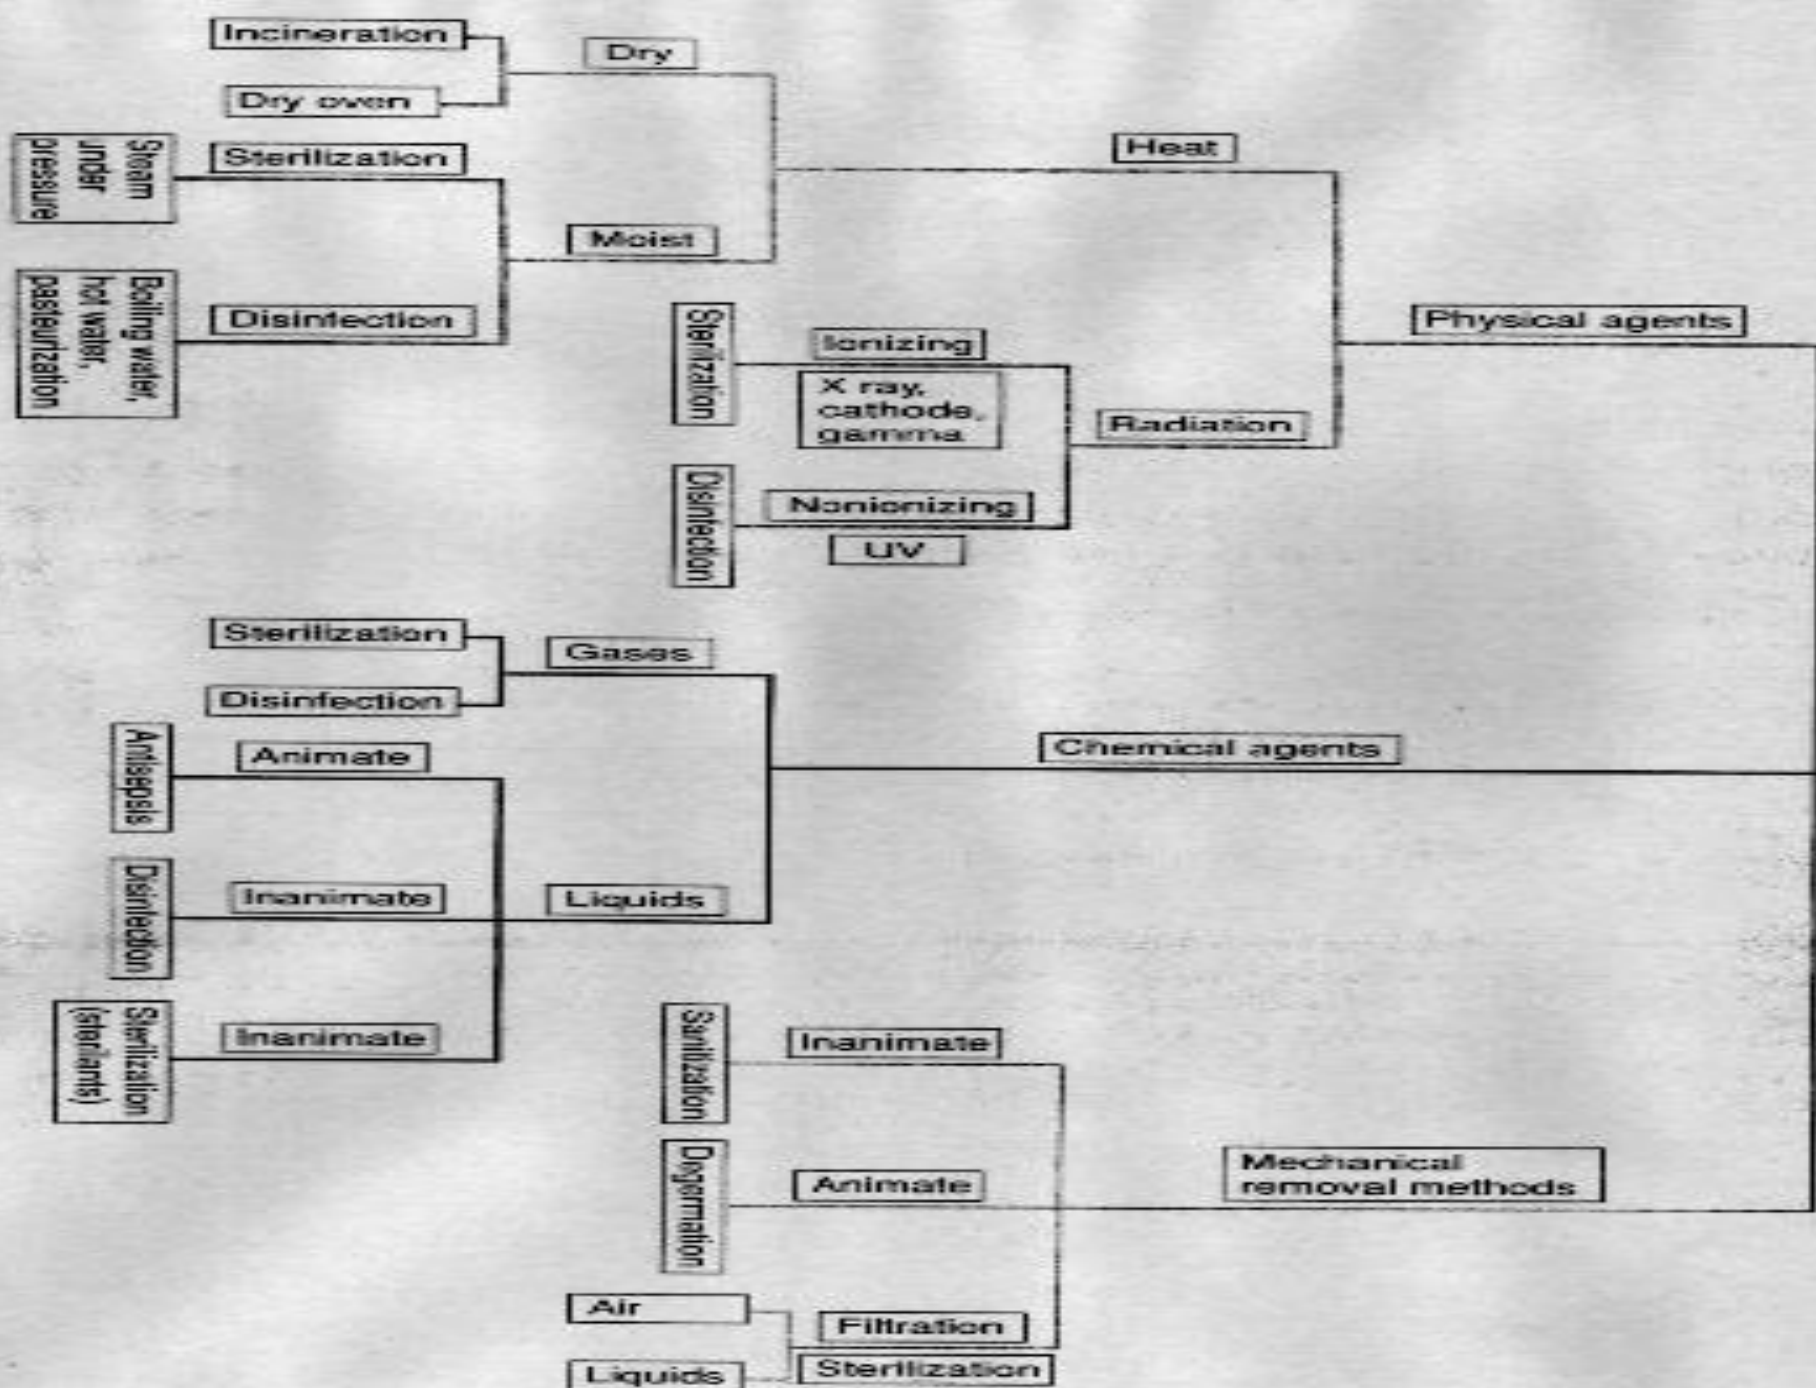 Incineration
Dry
Dry oven
Steam
under
pressure
Sterilization
Heat
Moist
Boiling water,
hot water,
pasteurization
Disinfection
Physical agents
Sterilization
Ionizing
X ray,
cathode,
gamma
Radiation
Disinfection
Nonionizing
UV
Sterilization
Gases
Disinfection
Antisepsis
Animate
Chemical agents
Disinfection
Inanimate
Liquids
Sterilization
(sterilants)
Inanimate
Sanitization
Inanimate
Degermation
Animate
Mechanical
removal methods
Air
Filtration
Liquids
Sterilization